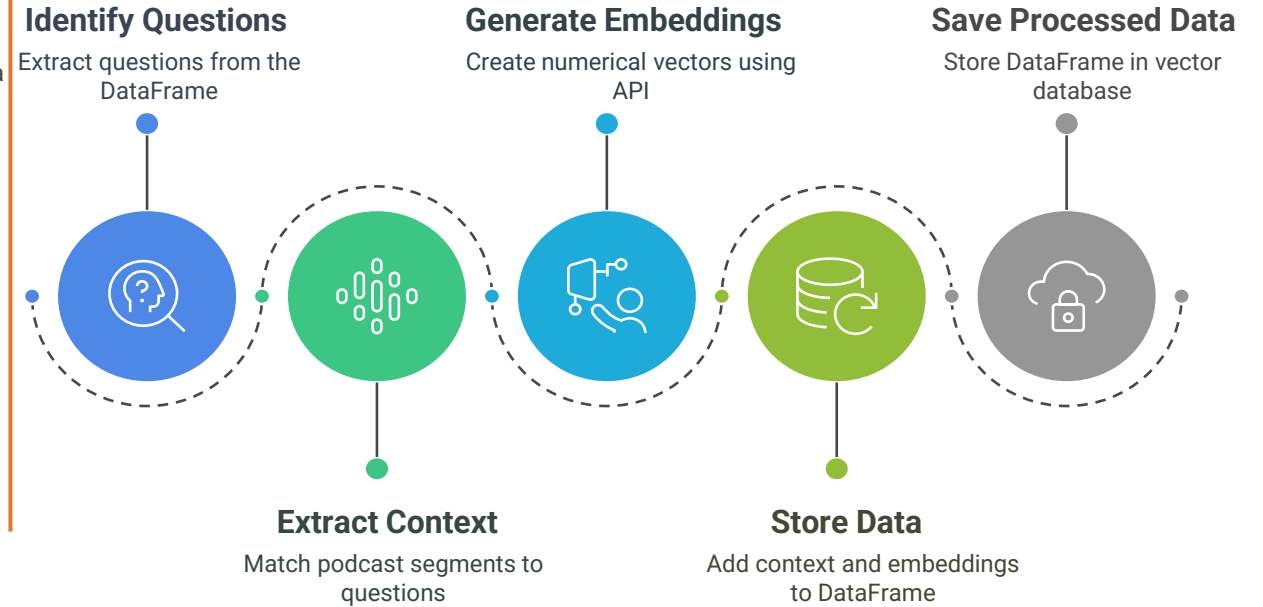 Identify Questions
Extract questions from the
DataFrame
Extract Context
Match podcast segments to
questions
Generate Embeddings
Create numerical vectors using
API
Store Data
Add context and embeddings
to DataFrame
Save Processed Data
Store DataFrame in vector
database